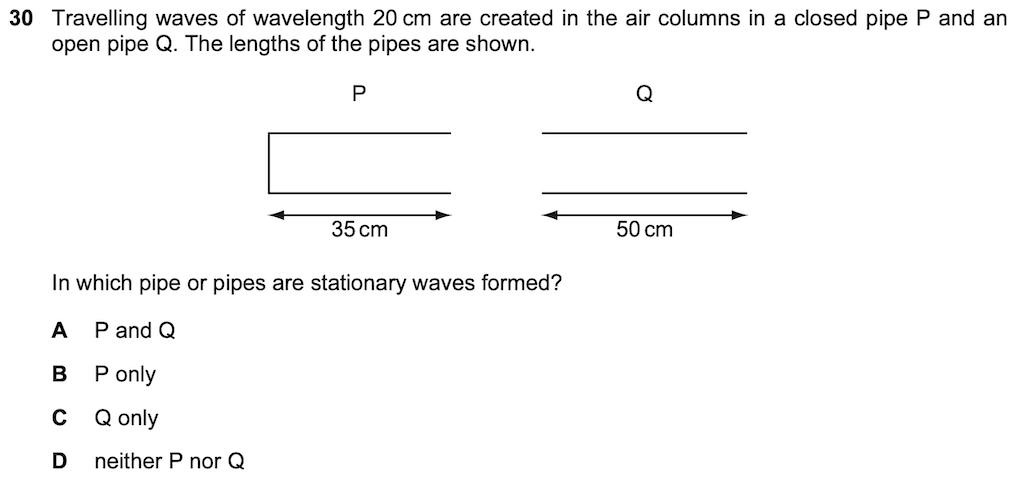 30 Travelling waves of wavelength 20 cm are created in the air columns in a closed pipe P and an
open pipe Q. The lengths of the pipes are shown.
P Q
35 cm 50 cm
In which pipe or pipes are stationary waves formed?
A P and Q
B P only
C Q only
D neither P nor Q